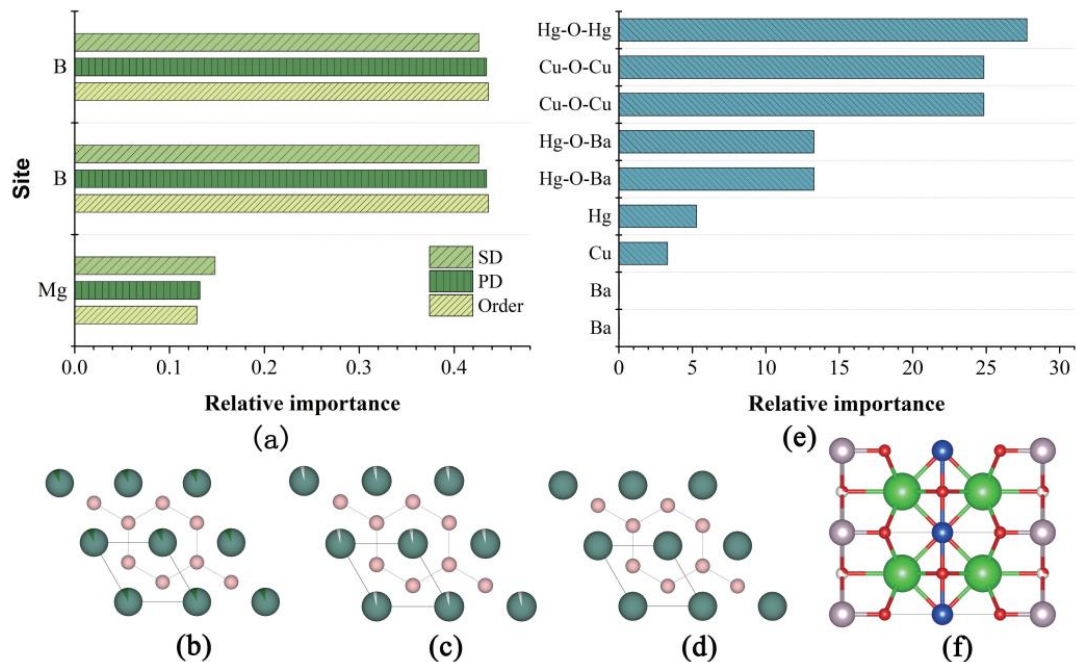 Site
B
B
Mg
SD
PD
Order
0.0 0.1 0.2 0.3 0.4
Relative importance
(a)
Hg-O-Hg
Cu-O-Cu
Cu-O-Cu
Hg-O-Ba
Hg-O-Ba
Hg
Cu
Ba
Ba
0 5 10 15 20 25 30
Relative importance
(e)
(b)
(c)
(d)
(f)